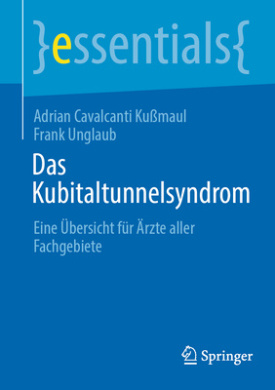 }essentials{
Adrian Cavalcanti Kußmaul
Frank Unglaub
Das
Kubitaltunnelsyndrom
Eine Übersicht für Ärzte aller
Fachgebiete
Springer